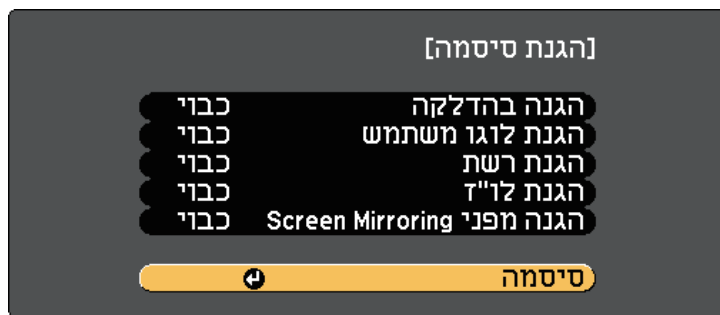 [הגנת סיסמה]
הגנה בהדלקה כבוי
הגנת לוגו משתמש כבוי
הגנת רשת כבוי
הגנת לו"ז כבוי
הגנה מפני Screen Mirroring כבוי
סיסמה